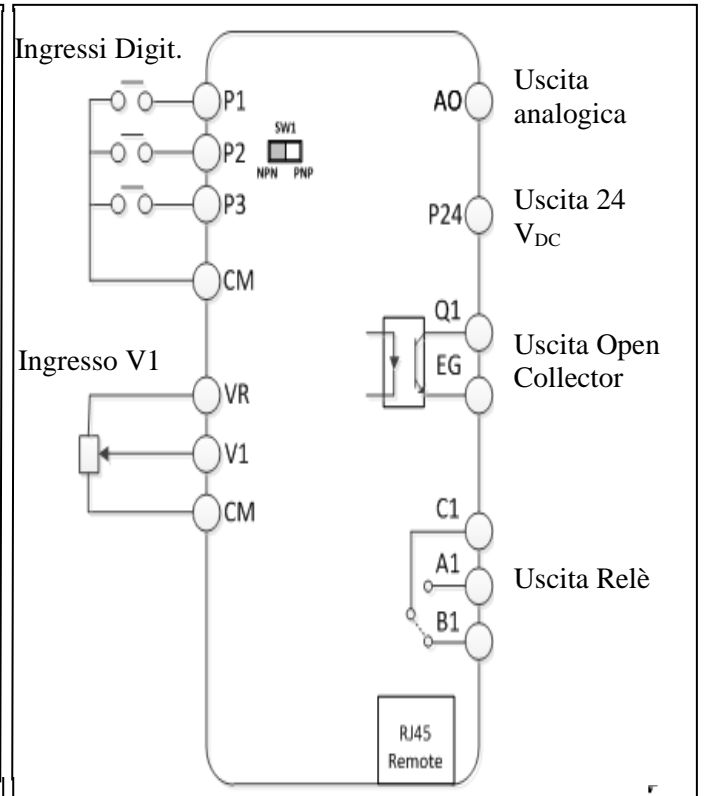 Ingressi Digit.
P1
P2
P3
CM
SW1
NPN PNP
Ingresso V1
VR
V1
CM
AO
Uscita
analogica
P24
Uscita 24
VDC
Q1
EG
Uscita Open
Collector
C1
A1
B1
Uscita Relè
RJ45
Remote